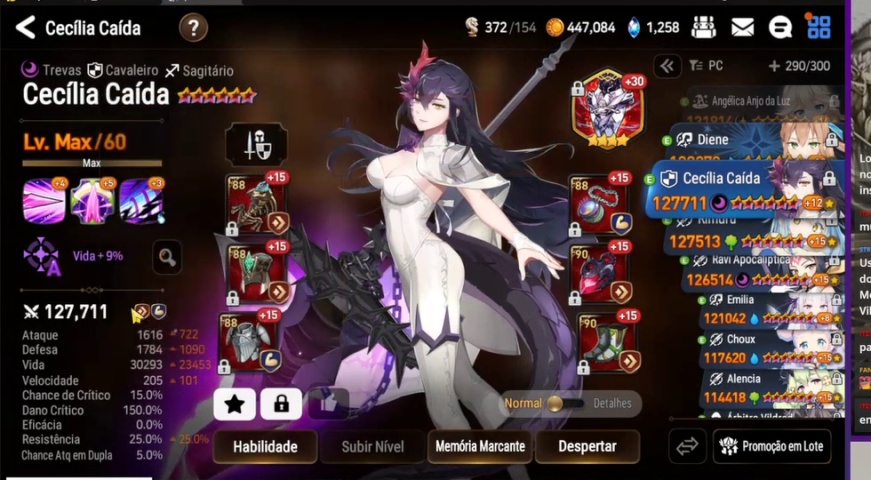 Cecília Caída
?
372/154
447,084
1,258
Trevas Cavaleiro Sagitário
Cecília Caída
Lv. Max/60
Max
+4
+5
+3
A
Vida +9%
127,711
Ataque 1616 722
Defesa 1784 1090
Vida 30293 23453
Velocidade 205 101
Chance de Crítico 15.0%
Dano Crítico 150.0%
Eficácia 0.0%
Resistência 25.0% 25.0%
Chance Atq em Dupla 5.0%
88 +15
88 +15
88 +15
+30
88 +15
90 +15
90 +15
Normal Detalhes
Habilidade
Subir Nível
Memória Marcante
Despertar
PC
290/300
Angélica Anjo da Luz
E Diene
E Cecília Caída
127711 +12
Rimuru
127513 +15
Ravi Apocalíptica
126514 +15
E Emilia
121042 +8
E Choux
117620 +15
E Alencia
114418 +15
Árbitro Vildred
Promoção em Lote